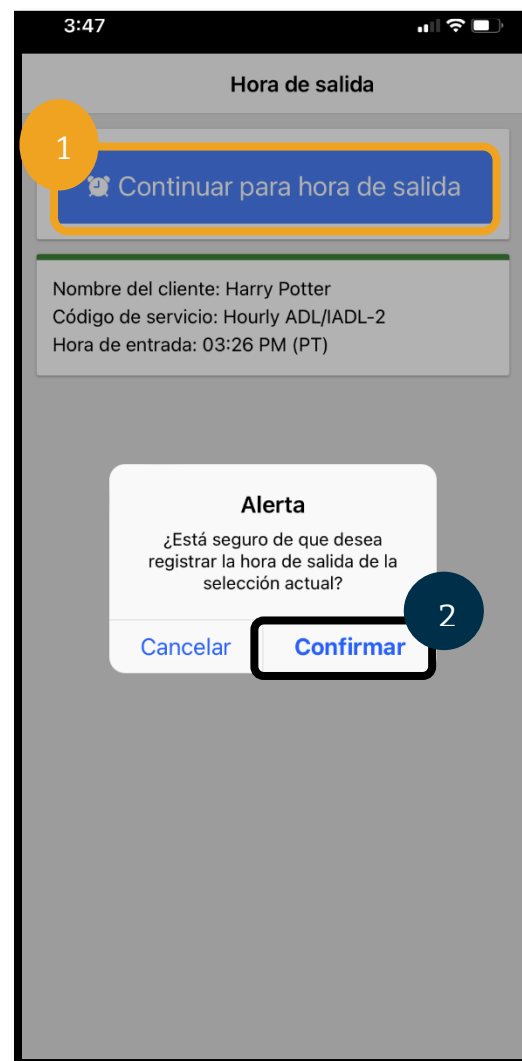 3:47
Hora de salida
1
Continuar para hora de salida
Nombre del cliente: Harry Potter
Código de servicio: Hourly ADL/IADL-2
Hora de entrada: 03:26 PM (PT)
Alerta
¿Está seguro de que desea
registrar la hora de salida de la
selección actual?
2
Cancelar Confirmar